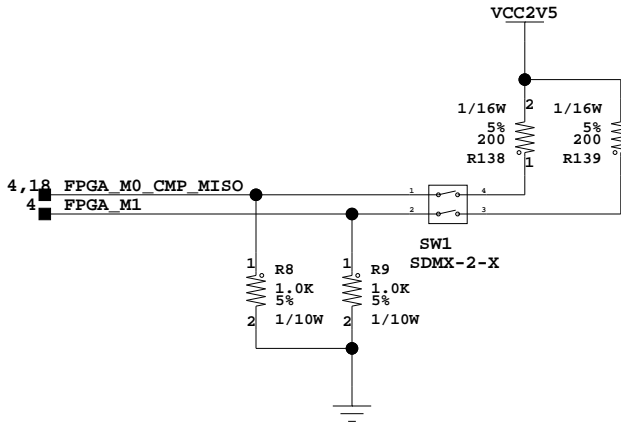 VCC2V5
1/16W 2 1/16W
5% 5%
200 200
R138 1 R139
4,18 FPGA_M0_CMP_MISO 1 4
4 FPGA_M1 2 3
SW1
SDMX-2-X
1 R8 1 R9
1.0K 1.0K
5% 5%
2 1/10W 2 1/10W